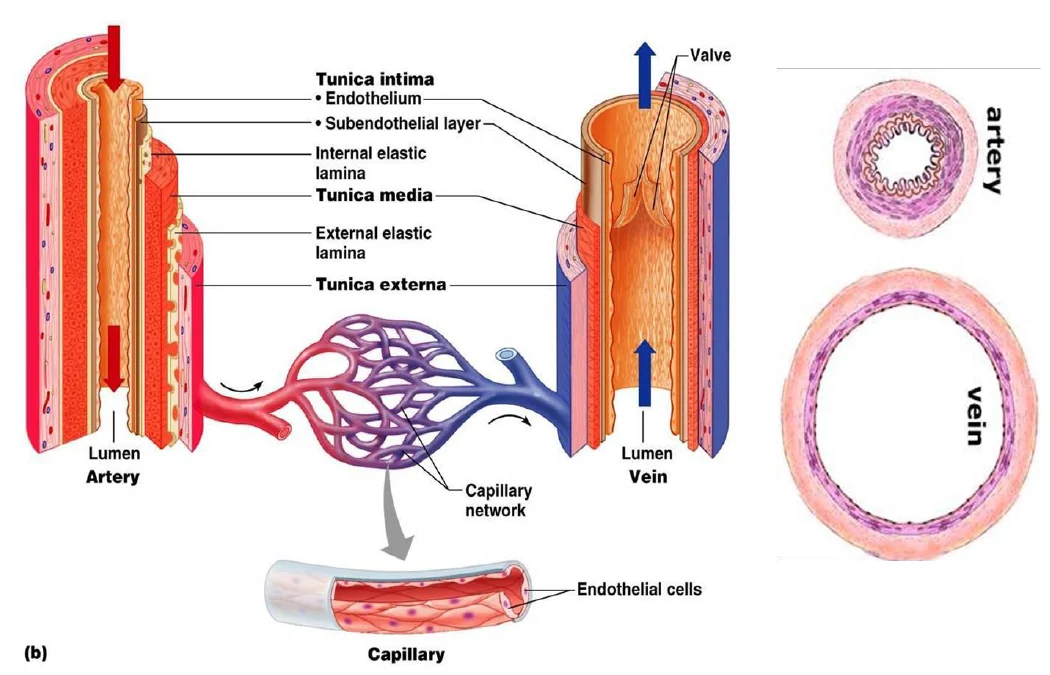 Valve
Tunica intima
• Endothelium
• Subendothelial layer
Internal elastic
lamina
Tunica media
External elastic
lamina
Tunica externa
Lumen
Artery
Lumen
Vein
Capillary
network
Endothelial cells
Capillary
(b)
artery
vein